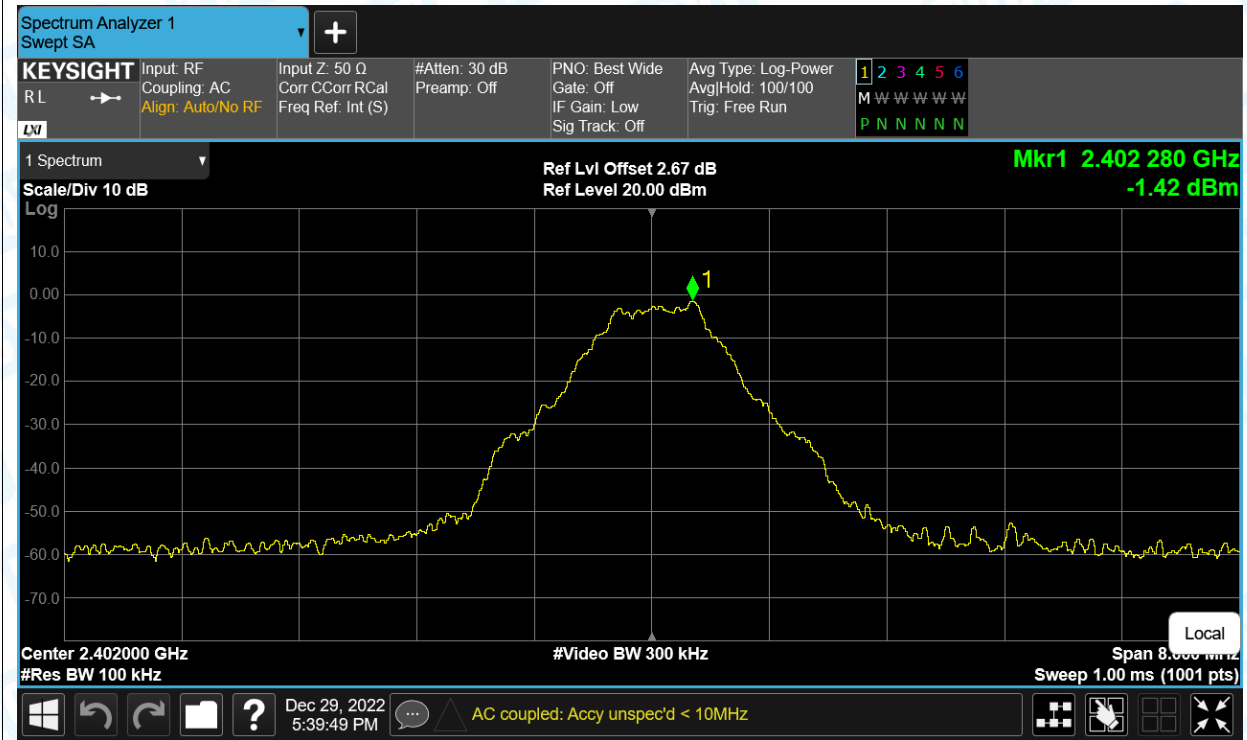 Spectrum Analyzer 1
Swept SA
KEYSIGHT
R L
LXI
Input: RF
Coupling: AC
Align: Auto/No RF
Input Z: 50 Ω
Corr CCorr RCal
Freq Ref: Int (S)
#Atten: 30 dB
Preamp: Off
PNO: Best Wide
Gate: Off
IF Gain: Low
Sig Track: Off
Avg Type: Log-Power
Avg|Hold: 100/100
Trig: Free Run
1 2 3 4 5 6
M W W W W W
P N N N N N
1 Spectrum
Scale/Div 10 dB
Log
Ref Lvl Offset 2.67 dB
Ref Level 20.00 dBm
Mkr1 2.402 280 GHz
-1.42 dBm
1
10.0
0.00
-10.0
-20.0
-30.0
-40.0
-50.0
-60.0
-70.0
Local
Center 2.402000 GHz
#Video BW 300 kHz
Span 8.000 MHz
#Res BW 100 kHz
Sweep 1.00 ms (1001 pts)
?
Dec 29, 2022
5:39:49 PM
AC coupled: Accy unspec'd < 10MHz